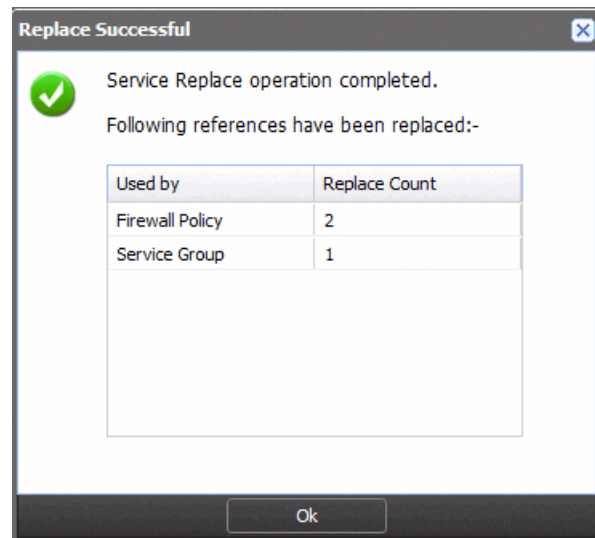 Replace Successful
Service Replace operation completed.
Following references have been replaced:-
Used by Replace Count
Firewall Policy 2
Service Group 1
Ok